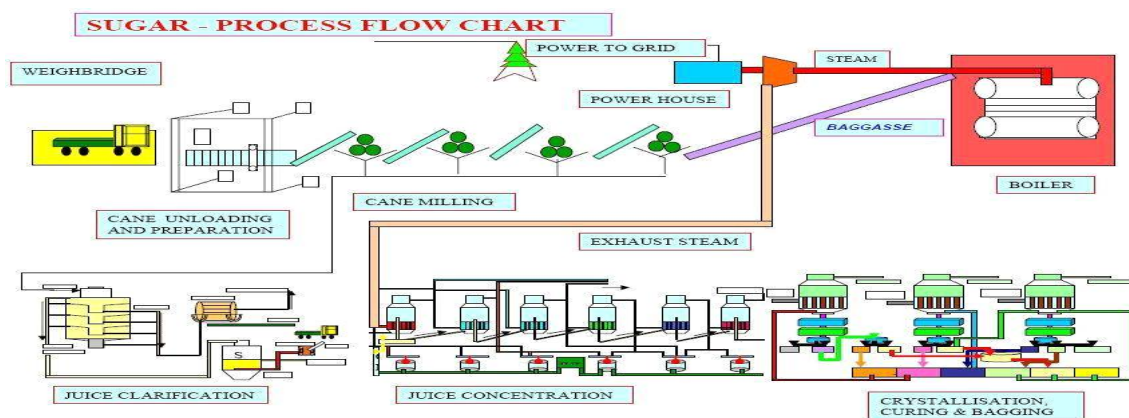 SUGAR - PROCESS FLOW CHART
POWER TO GRID
STEAM
WEIGHBRIDGE
POWER HOUSE
BAGGASSE
BOILER
CANE MILLING
CANE UNLOADING
AND PREPARATION
EXHAUST STEAM
S
JUICE CLARIFICATION
JUICE CONCENTRATION
CRYSTALLISATION,
CURING & BAGGING